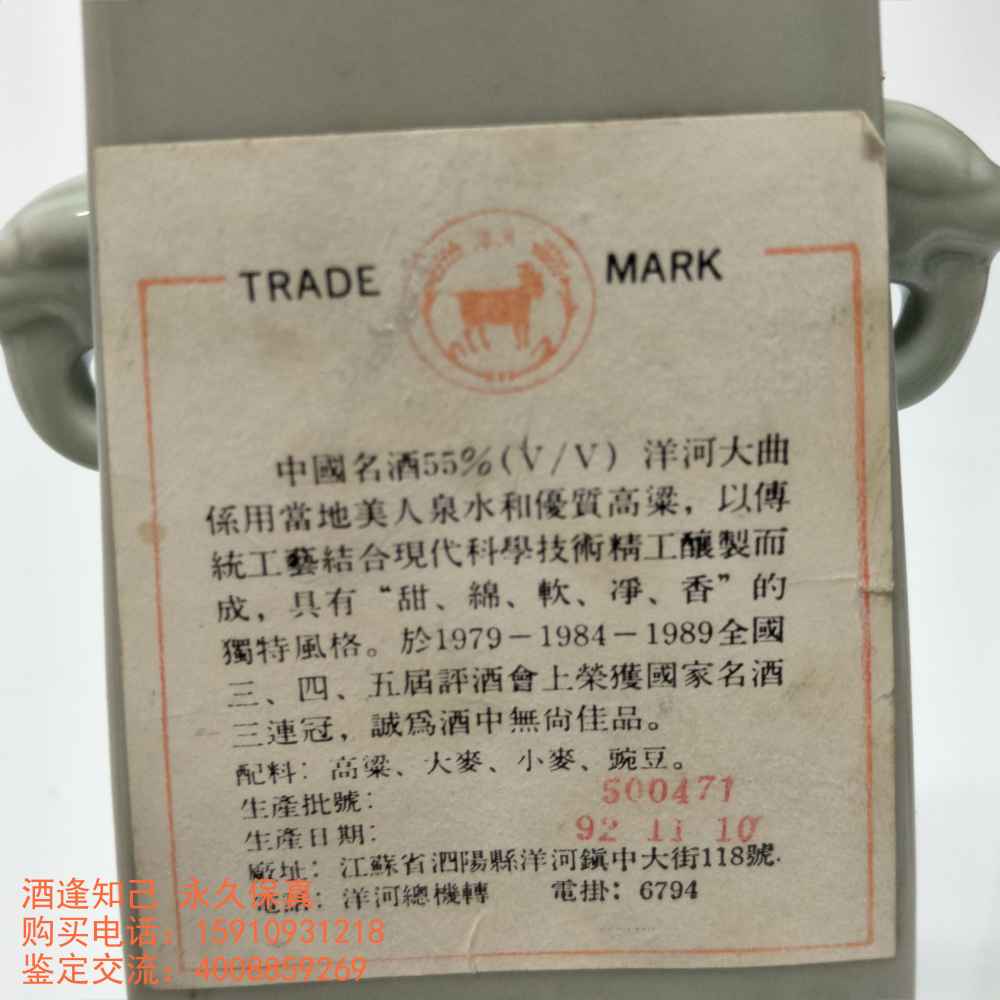 TRADE MARK
中國名酒55%(V/V) 洋河大曲
係用當地美人泉水和優質高粱，以傳
統工藝結合現代科學技術精工釀製而
成，具有“甜、綿、軟、凈、香”的
獨特風格。於1979－1984－1989全國
三、四、五屆評酒會上榮獲國家名酒
三連冠，誠爲酒中無尚佳品。
配料：高粱、大麥、小麥、豌豆。
生產批號：500471
生產日期：92 11 10
廠址：江蘇省泗陽縣洋河鎭中大街118號.
電話：洋河總機轉 電掛：6794
酒逢知己 永久保真
购买电话：15910931218
鉴定交流：4008859269